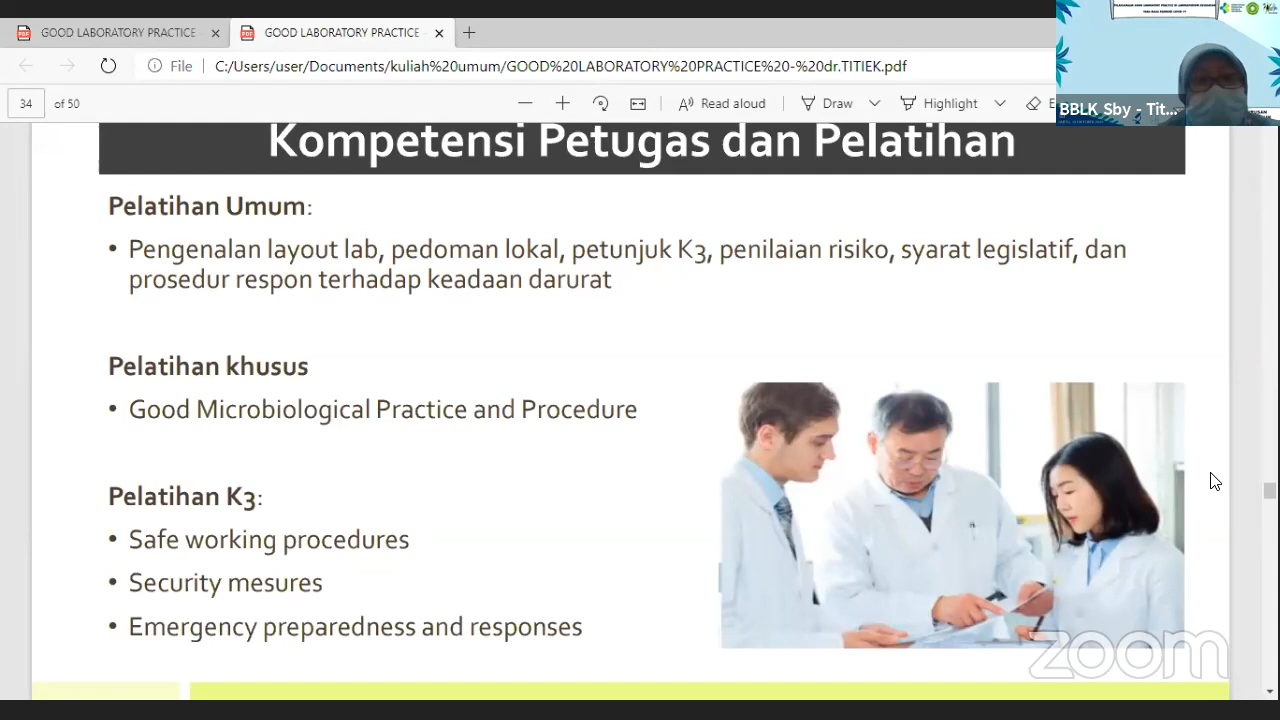 GOOD LABORATORY PRACTICE
GOOD LABORATORY PRACTICE
File
C:/Users/user/Documents/kuliah%20umum/GOOD%20LABORATORY%20PRACTICE%20-%20dr.TITIEK.pdf
34 of 50
Read aloud
Draw
Highlight
BBLK Sby - Tit...
Kompetensi Petugas dan Pelatihan
Pelatihan Umum:
• Pengenalan layout lab, pedoman lokal, petunjuk K3, penilaian risiko, syarat legislatif, dan
prosedur respon terhadap keadaan darurat
Pelatihan khusus
• Good Microbiological Practice and Procedure
Pelatihan K3:
• Safe working procedures
• Security mesures
• Emergency preparedness and responses
zoom